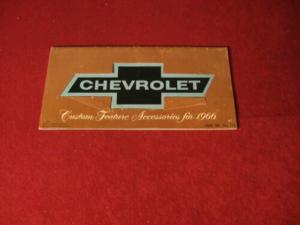 CHEVROLET
Custom Feature Accessories for 1966